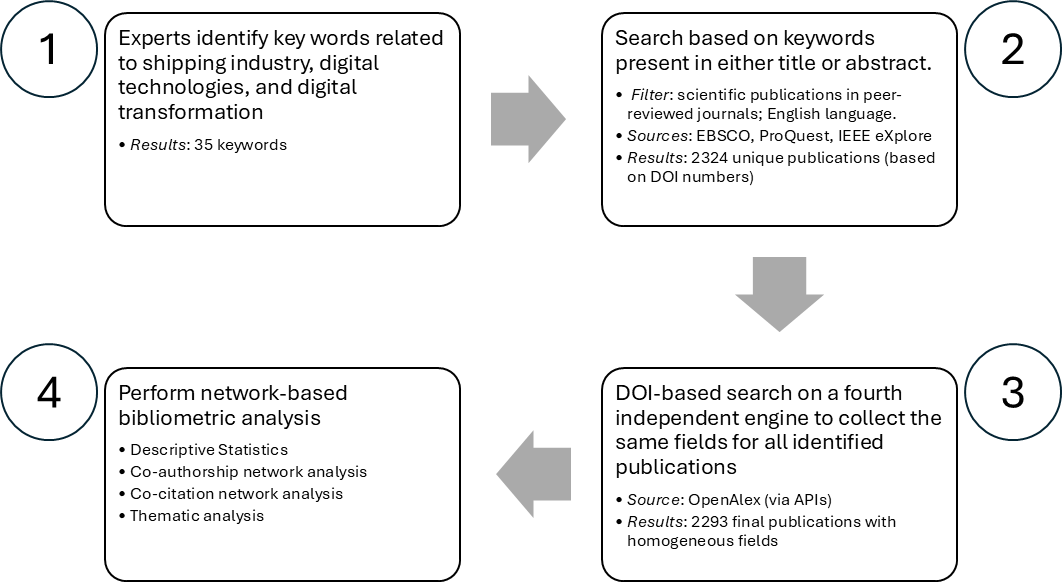 1
Experts identify key words related
to shipping industry, digital
technologies, and digital
transformation
• Results: 35 keywords
2
Search based on keywords
present in either title or abstract.
• Filter: scientific publications in peer-
reviewed journals; English language.
• Sources: EBSCO, ProQuest, IEEE eXplore
• Results: 2324 unique publications (based
on DOI numbers)
3
DOI-based search on a fourth
independent engine to collect the
same fields for all identified
publications
• Source: OpenAlex (via APIs)
• Results: 2293 final publications with
homogeneous fields
4
Perform network-based
bibliometric analysis
• Descriptive Statistics
• Co-authorship network analysis
• Co-citation network analysis
• Thematic analysis